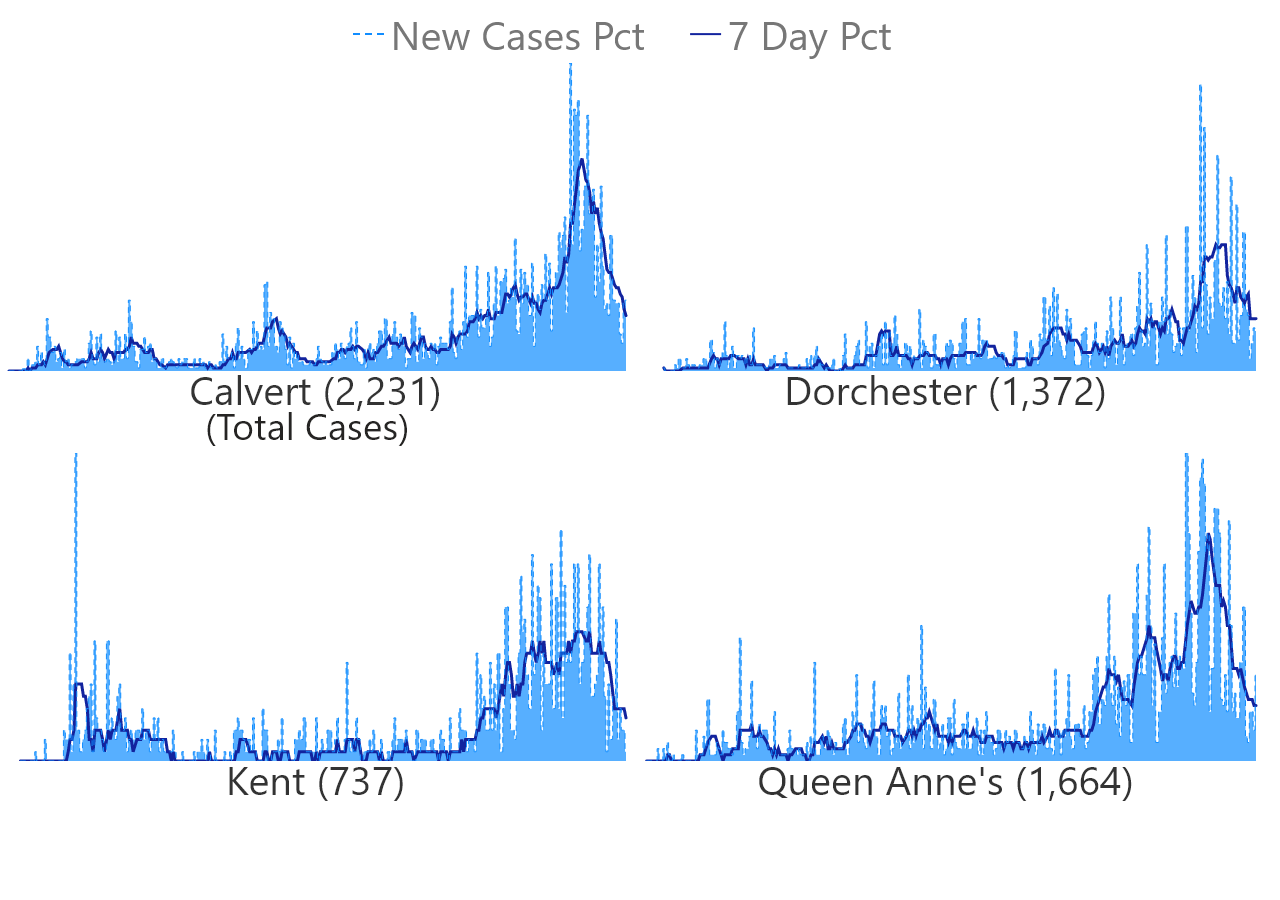 New Cases Pct 7 Day Pct
Calvert (2,231) Dorchester (1,372)
(Total Cases)
Kent (737) Queen Anne's (1,664)